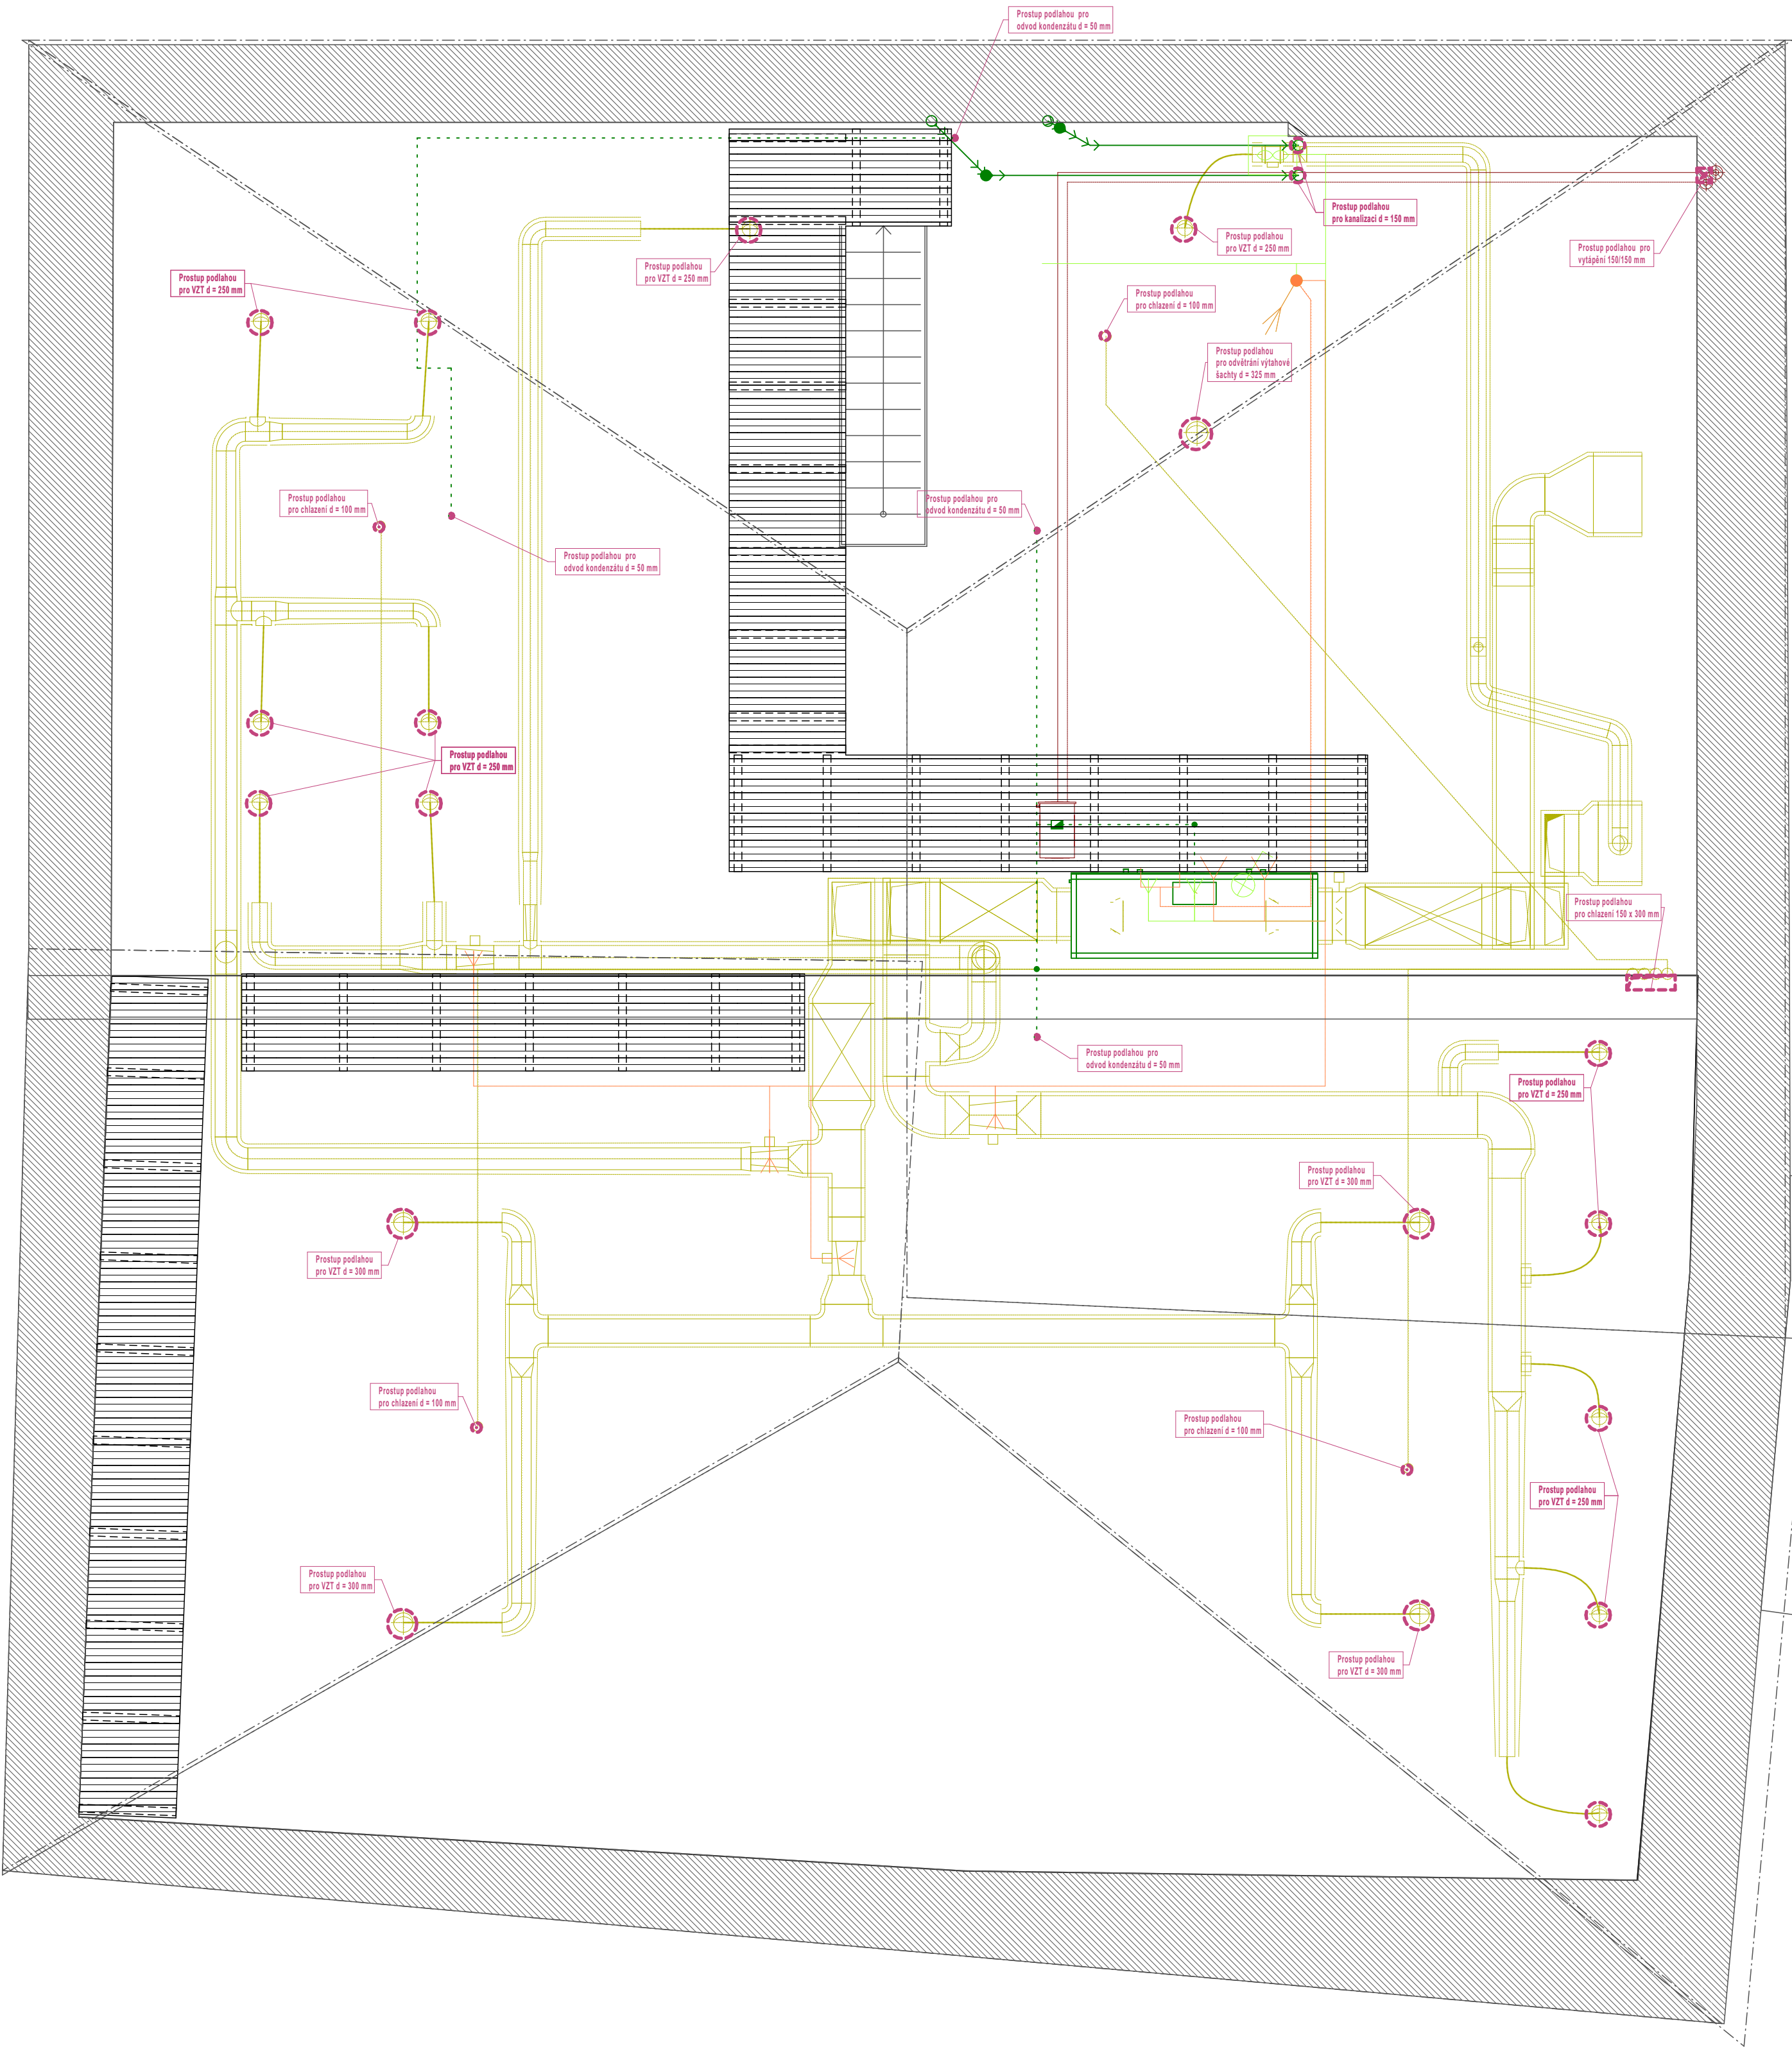 Prostup podlahou pro
odvod kondenzátu d = 50 mm
Prostup podlahou
pro kanalizaci d = 150 mm
Prostup podlahou
pro VZT d = 250 mm
Prostup podlahou pro
vytápění 150/150 mm
Prostup podlahou
pro VZT d = 250 mm
Prostup podlahou
pro VZT d = 250 mm
Prostup podlahou
pro chlazení d = 100 mm
Prostup podlahou
pro odvětrání výtahové
šachty d = 325 mm
Prostup podlahou
pro chlazení d = 100 mm
Prostup podlahou pro
odvod kondenzátu d = 50 mm
Prostup podlahou pro
odvod kondenzátu d = 50 mm
Prostup podlahou
pro VZT d = 250 mm
Prostup podlahou
pro chlazení 150 x 300 mm
Prostup podlahou pro
odvod kondenzátu d = 50 mm
Prostup podlahou
pro VZT d = 250 mm
Prostup podlahou
pro VZT d = 300 mm
Prostup podlahou
pro VZT d = 300 mm
Prostup podlahou
pro chlazení d = 100 mm
Prostup podlahou
pro chlazení d = 100 mm
Prostup podlahou
pro VZT d = 250 mm
Prostup podlahou
pro VZT d = 300 mm
Prostup podlahou
pro VZT d = 300 mm